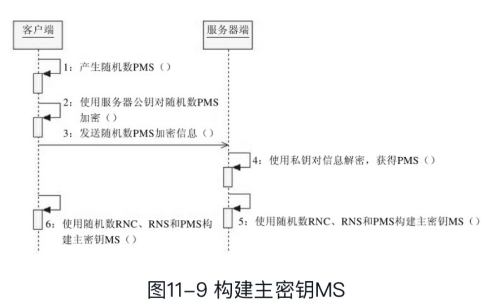 客户端
服务器端
1：产生随机数PMS（）
2：使用服务器公钥对随机数PMS
加密（）
3：发送随机数PMS加密信息（）
4：使用私钥对信息解密，获得PMS（）
5：使用随机数RNC、RNS和PMS构建主密钥MS（）
6：使用随机数RNC、RNS和PMS构
建主密钥MS（）
图11-9 构建主密钥MS